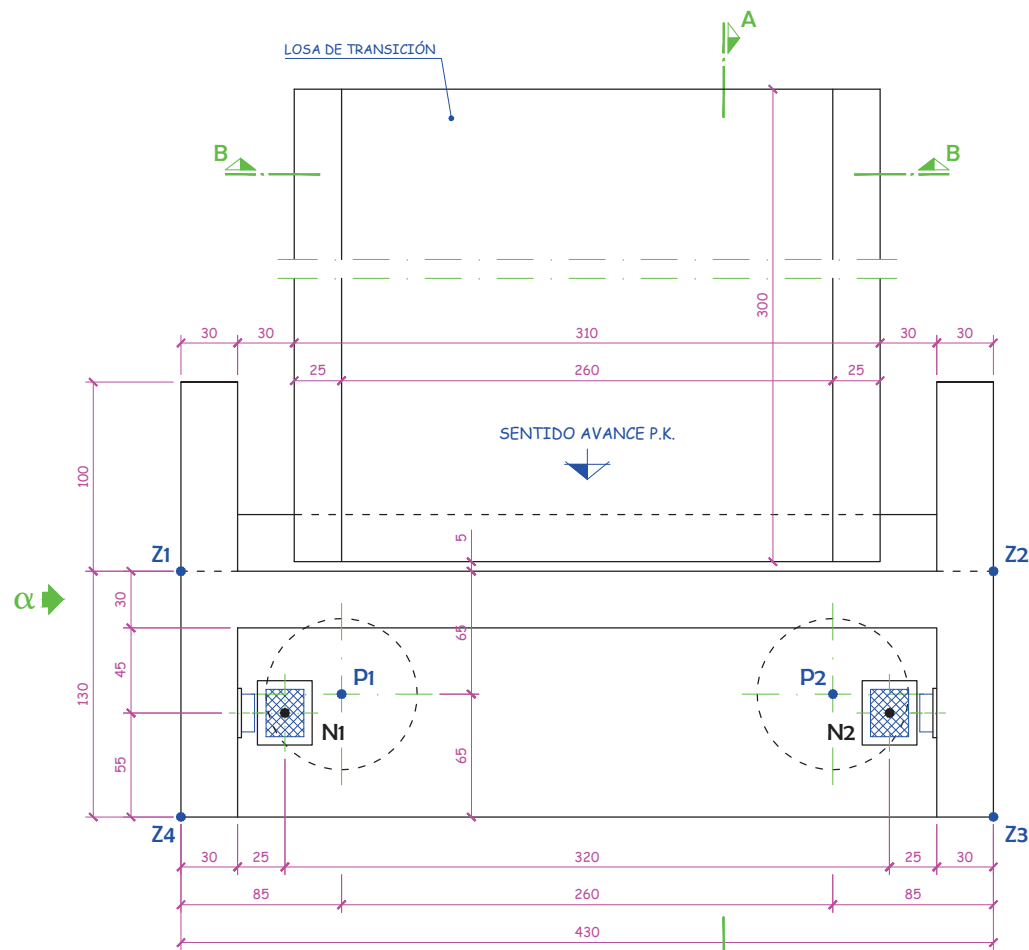 A
LOSA DE TRANSICIÓN
B B
300
30 30 310 30 30
25 260 25
SENTIDO AVANCE P.K.
100
5
Z1 Z2
α
30
65
45
P1 P2
130
N1 N2
55
65
Z4 Z3
30 25 320 25 30
85 260 85
430